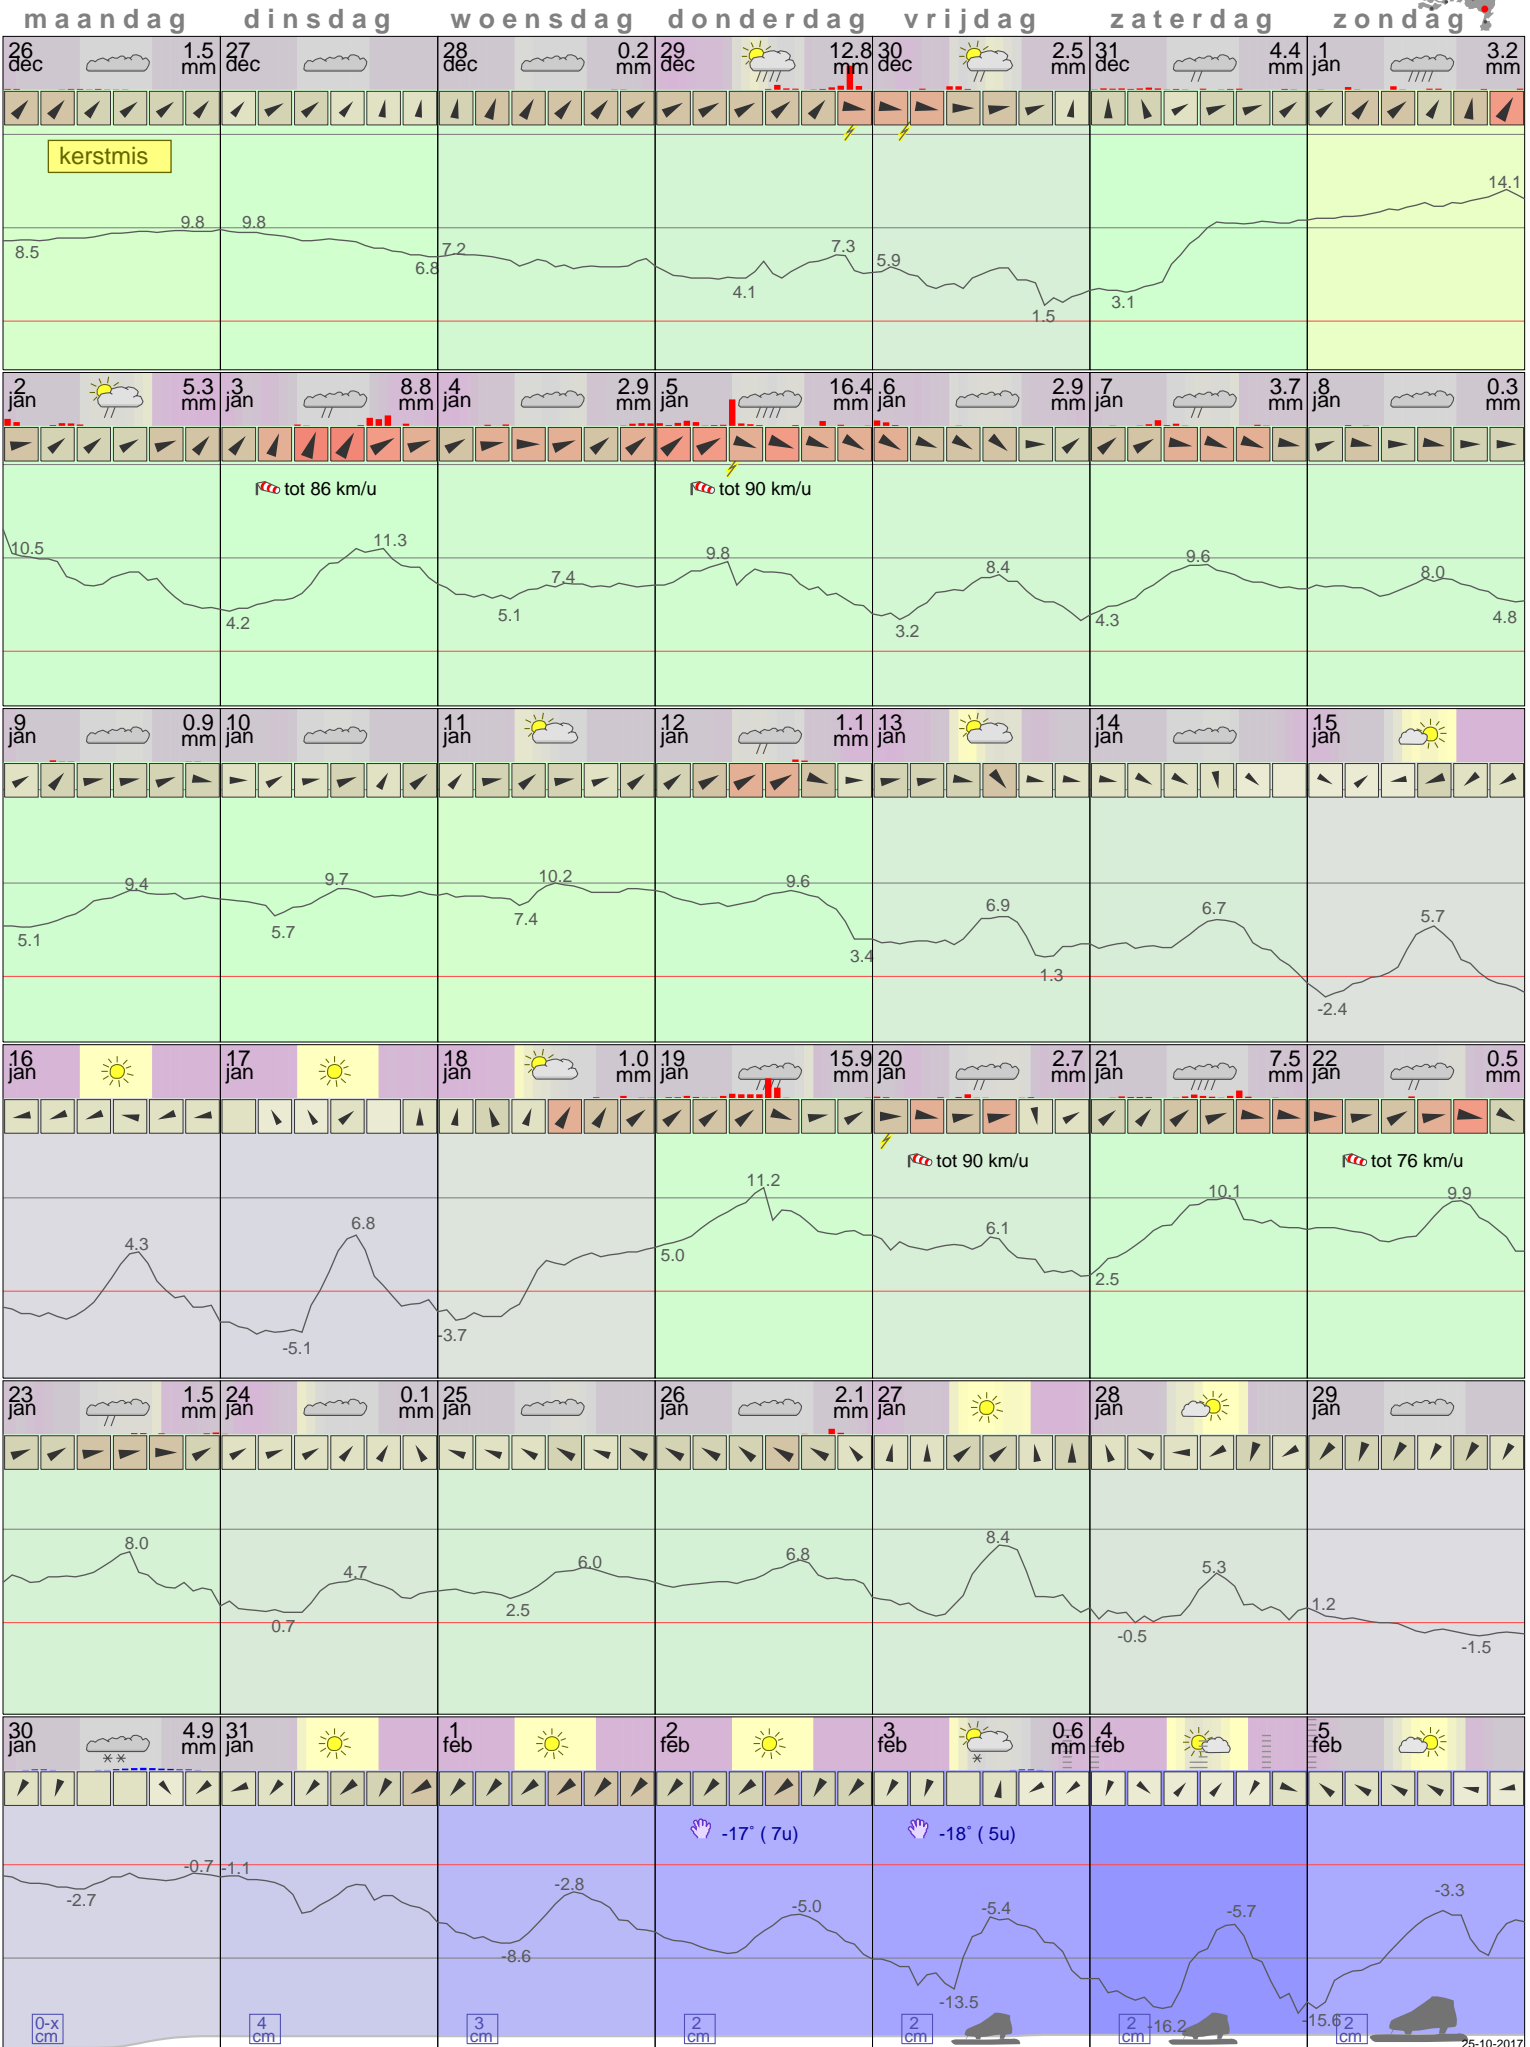 maandag dinsdag woensdag donderdag vrijdag zaterdag zondag
26 dec 1.5 mm 27 dec 28 dec 0.2 mm 29 dec 12.8 mm 30 dec 2.5 mm 31 dec 4.4 mm 1 jan 3.2 mm
kerstmis
8.5 9.8 9.8 6.8 7.2 4.1 7.3 5.9 1.5 3.1 14.1
2 jan 5.3 mm 3 jan 8.8 mm 4 jan 2.9 mm 5 jan 16.4 mm 6 jan 2.9 mm 7 jan 3.7 mm 8 jan 0.3 mm
tot 86 km/u tot 90 km/u
10.5 4.2 11.3 5.1 7.4 9.8 3.2 8.4 4.3 9.6 8.0 4.8
9 jan 0.9 mm 10 jan 11 jan 12 jan 1.1 mm 13 jan 14 jan 15 jan
5.1 9.4 5.7 9.7 7.4 10.2 9.6 3.4 6.9 1.3 6.7 -2.4 5.7
16 jan 17 jan 18 jan 1.0 mm 19 jan 15.9 mm 20 jan 2.7 mm 21 jan 7.5 mm 22 jan 0.5 mm
tot 90 km/u tot 76 km/u
4.3 -5.1 6.8 -3.7 5.0 11.2 6.1 2.5 10.1 9.9
23 jan 1.5 mm 24 jan 0.1 mm 25 jan 26 jan 2.1 mm 27 jan 28 jan 29 jan
8.0 0.7 4.7 2.5 6.0 6.8 8.4 -0.5 5.3 1.2 -1.5
30 jan 4.9 mm 31 jan 1 feb 2 feb 3 feb 0.6 mm 4 feb 5 feb
-17° ( 7u) -18° ( 5u)
-2.7 -0.7 -1.1 -8.6 -2.8 -5.0 -13.5 -5.4 -16.2 -5.7 -15.6 -3.3
0-x cm 4 cm 3 cm 2 cm 2 cm 2 cm 2 cm
25-10-2017